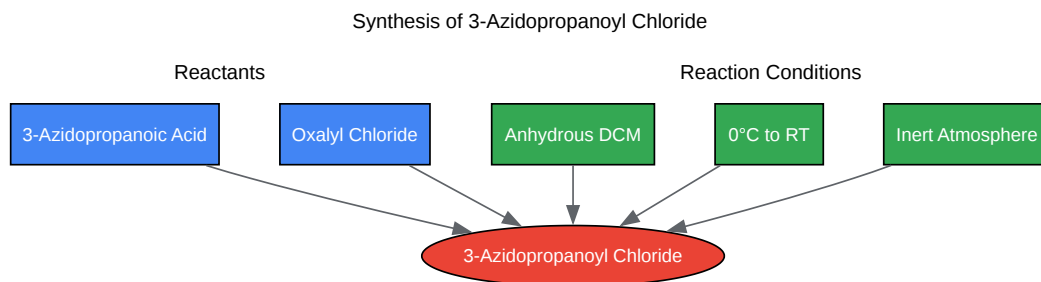 Synthesis of 3-Azidopropanoyl Chloride
Reactants
Reaction Conditions
3-Azidopropanoic Acid
Oxalyl Chloride
Anhydrous DCM
0°C to RT
Inert Atmosphere
3-Azidopropanoyl Chloride